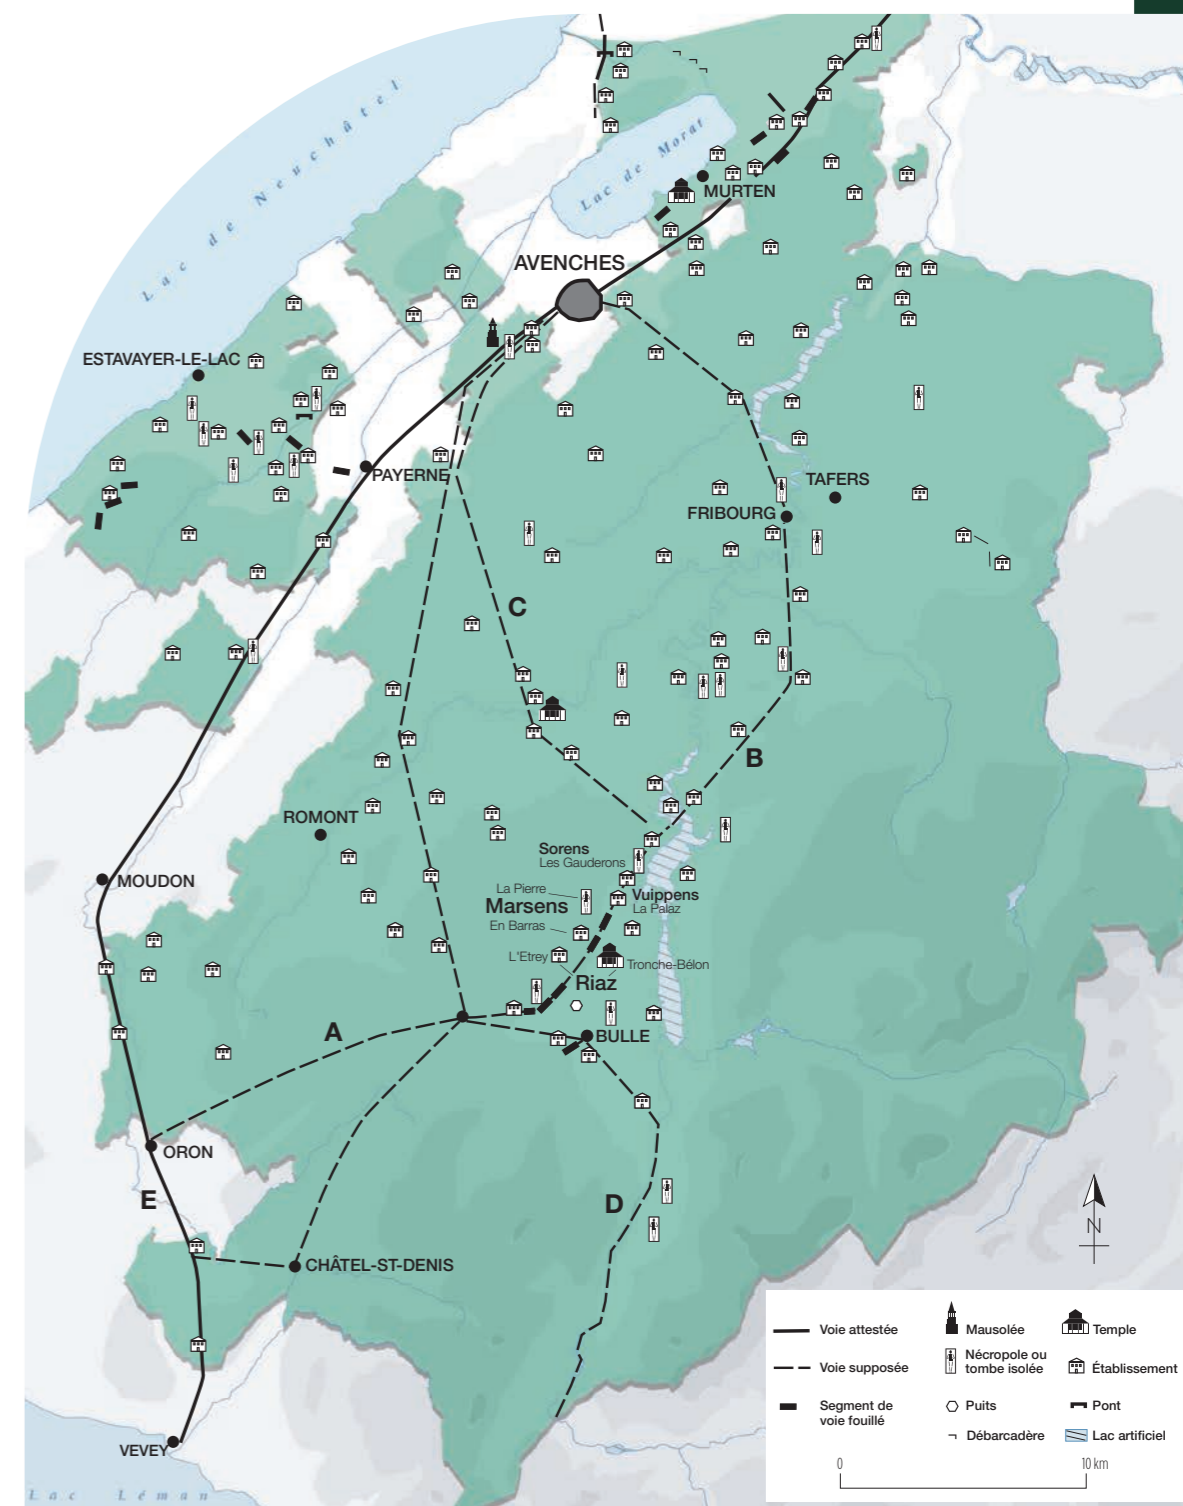 Lac de Neuchâtel
Lac de Morat
MURTEN
AVENCHES
ESTAVAYER-LE-LAC
PAYERNE
TAFERS
FRIBOURG
C
B
ROMONT
Sorens
Les Gauderons
MOUDON
La Pierre
Vuippens
Marsens
La Palaz
En Barras
L'Etrey
Tronche-Bélon
Riaz
A
BULLE
ORON
E
D
N
CHÂTEL-ST-DENIS
VEVEY
Lac Léman
Voie attestée
Mausolée
Temple
Voie supposée
Nécropole ou
tombe isolée
Établissement
Segment de
voie fouillé
Puits
Pont
Débarcadère
Lac artificiel
0
10 km